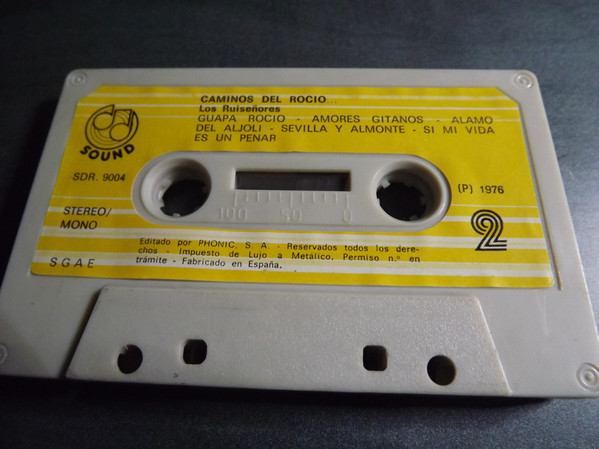 CAMINOS DEL ROCIO...
Los Ruiseñores
GUAPA ROCIO - AMORES GITANOS - ALAMO
DEL ALJOLI - SEVILLA Y ALMONTE - SI MI VIDA
ES UN PENAR
SOUND
SDR. 9004
(P) 1976
STEREO/
MONO
100 50 0
2
Editado por PHONIC, S. A. - Reservados todos los dere-
chos - Impuesto de Lujo a Metálico. Permiso n.º en
trámite - Fabricado en España.
S G A E